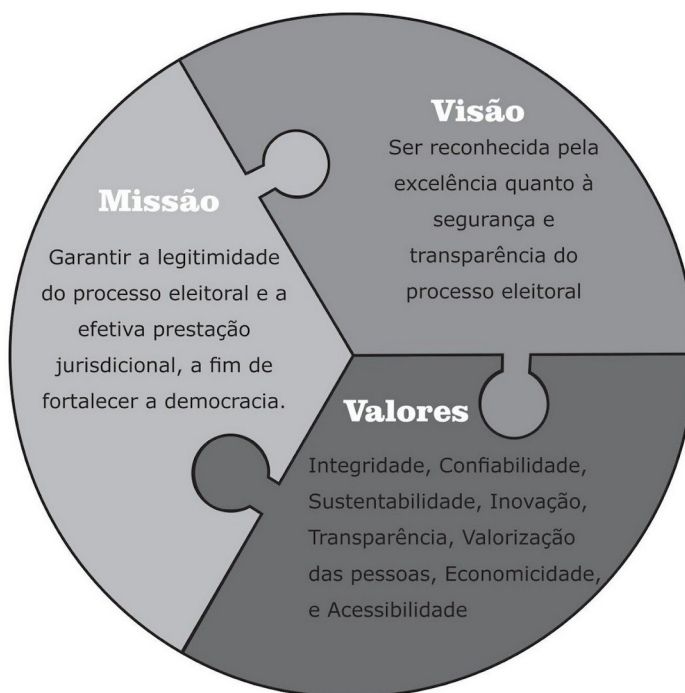 Missão
Garantir a legitimidade
do processo eleitoral e a
efetiva prestação
jurisdicional, a fim de
fortalecer a democracia.
Visão
Ser reconhecida pela
excelência quanto à
segurança e
transparência do
processo eleitoral
Valores
Integridade, Confiabilidade,
Sustentabilidade, Inovação,
Transparência, Valorização
das pessoas, Economicidade,
e Acessibilidade